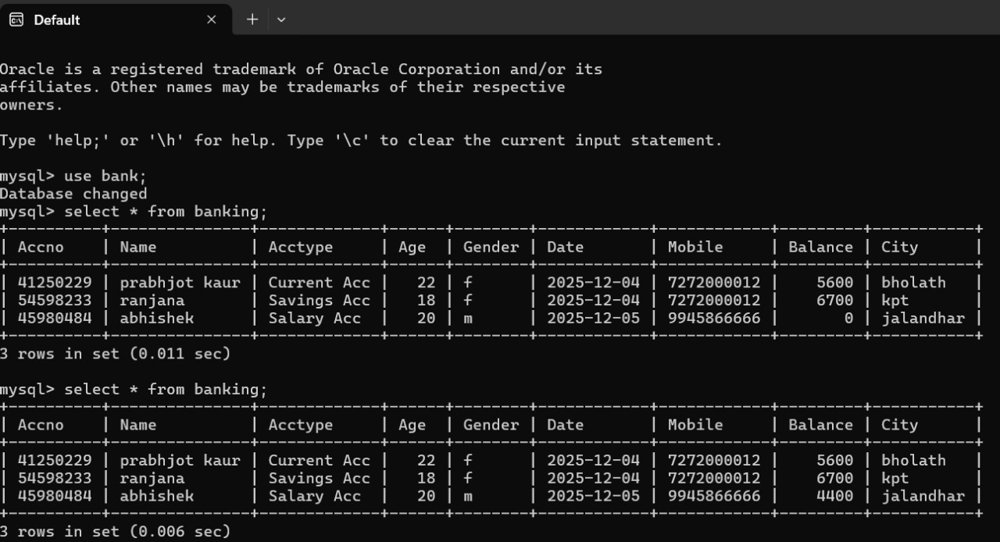 Default
Oracle is a registered trademark of Oracle Corporation and/or its
affiliates. Other names may be trademarks of their respective
owners.
Type 'help;' or '\h' for help. Type '\c' to clear the current input statement.
mysql> use bank;
Database changed
mysql> select * from banking;
+----------+---------------+-------------+------+--------+------------+------------+---------+-----------+
| Accno    | Name          | Acctype     | Age  | Gender | Date       | Mobile     | Balance | City      |
+----------+---------------+-------------+------+--------+------------+------------+---------+-----------+
| 41250229 | prabhjot kaur | Current Acc |   22 | f      | 2025-12-04 | 7272000012 |    5600 | bholath   |
| 54598233 | ranjana       | Savings Acc |   18 | f      | 2025-12-04 | 7272000012 |    6700 | kpt       |
| 45980484 | abhishek      | Salary Acc  |   20 | m      | 2025-12-05 | 9945866666 |       0 | jalandhar |
+----------+---------------+-------------+------+--------+------------+------------+---------+-----------+
3 rows in set (0.011 sec)
mysql> select * from banking;
+----------+---------------+-------------+------+--------+------------+------------+---------+-----------+
| Accno    | Name          | Acctype     | Age  | Gender | Date       | Mobile     | Balance | City      |
+----------+---------------+-------------+------+--------+------------+------------+---------+-----------+
| 41250229 | prabhjot kaur | Current Acc |   22 | f      | 2025-12-04 | 7272000012 |    5600 | bholath   |
| 54598233 | ranjana       | Savings Acc |   18 | f      | 2025-12-04 | 7272000012 |    6700 | kpt       |
| 45980484 | abhishek      | Salary Acc  |   20 | m      | 2025-12-05 | 9945866666 |    4400 | jalandhar |
+----------+---------------+-------------+------+--------+------------+------------+---------+-----------+
3 rows in set (0.006 sec)